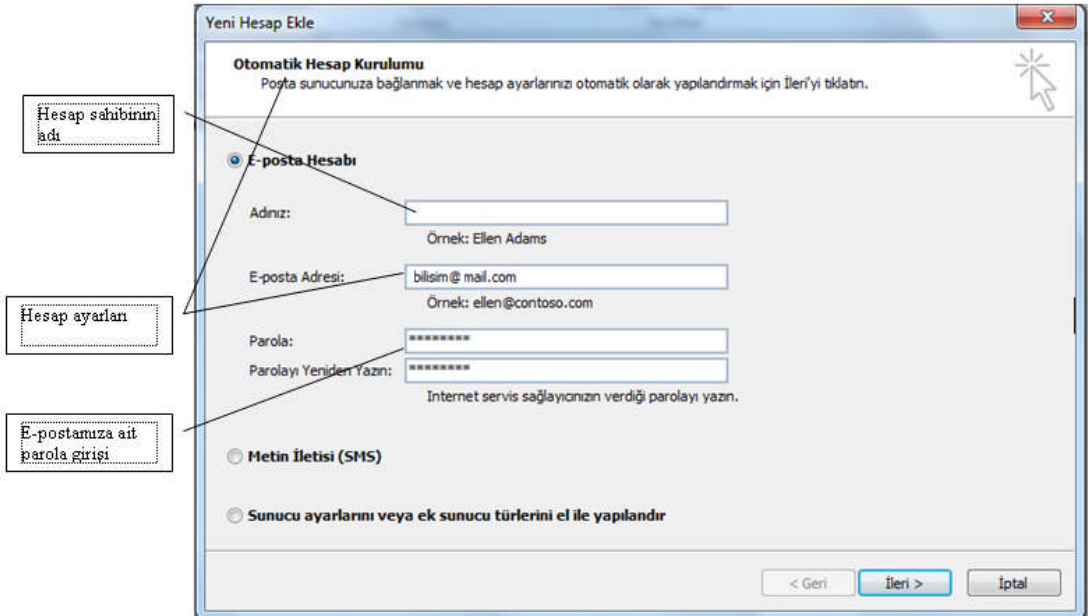 Yeni Hesap Ekle
Otomatik Hesap Kurulumu
Posta sunucunuza bağlanmak ve hesap ayarlarınızı otomatik olarak yapılandırmak için İleri'yi tıklatın.
Hesap sahibinin
adı
E-posta Hesabı
Adınız:
Örnek: Ellen Adams
E-posta Adresi:
bilisim@mail.com
Örnek: ellen@contoso.com
Hesap ayarları
Parola:
********
Parolayı Yeniden Yazın:
********
Internet servis sağlayıcınızın verdiği parolayı yazın.
E-postamıza ait
parola girişi
Metin İletisi (SMS)
Sunucu ayarlarını veya ek sunucu türlerini el ile yapılandır
< Geri
İleri >
İptal